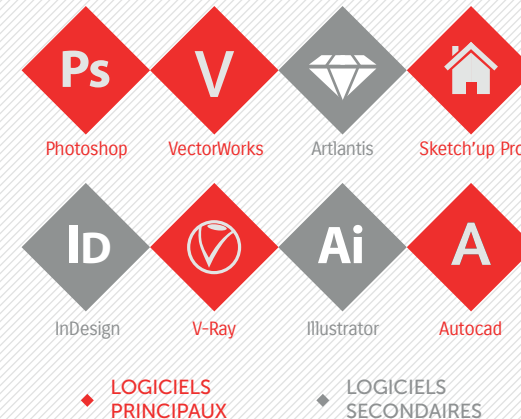 Ps V
Photoshop VectorWorks Artlantis Sketch'up Pro
ID Ai A
InDesign V-Ray Illustrator Autocad
LOGICIELS LOGICIELS
PRINCIPAUX SECONDAIRES